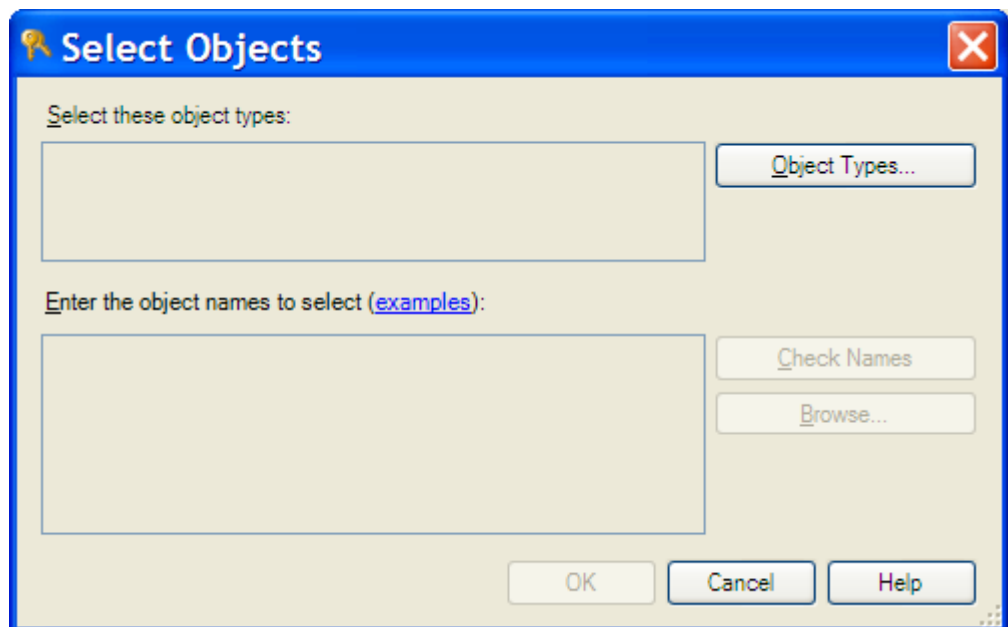 Select Objects
Select these object types:
Object Types...
Enter the object names to select (examples):
Check Names
Browse...
OK Cancel Help